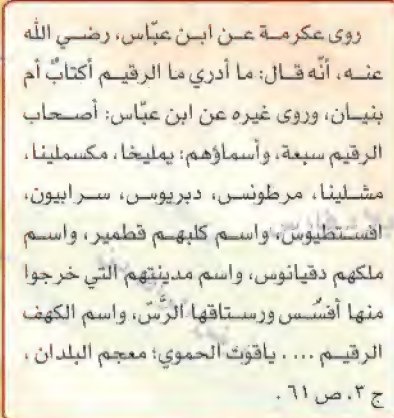 روى عكرمة عن ابن عبّاس، رضي الله
عنه، أنّه قال: ما أدري ما الرقيم أكتابٌ أم
بنيان، وروى غيره عن ابن عبّاس: أصحاب
الرقيم سبعة، وأسماؤهم: يمليخا، مكسملينا،
مشلينا، مرطونس، دبريوس، سرابيون،
افستطيوس، واسم كلبهم قطمير، واسم
ملكهم دقيانوس، واسم مدينتهم التي خرجوا
منها أفسُس ورستاقها الرَّسّ، واسم الكهف
الرقيم .... ياقوت الحموي؛ معجم البلدان،
ج ٣، ص ٦١.